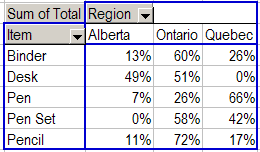 Sum of Total Region
Item Alberta Ontario Quebec
Binder 13% 60% 26%
Desk 49% 51% 0%
Pen 7% 26% 66%
Pen Set 0% 58% 42%
Pencil 11% 72% 17%